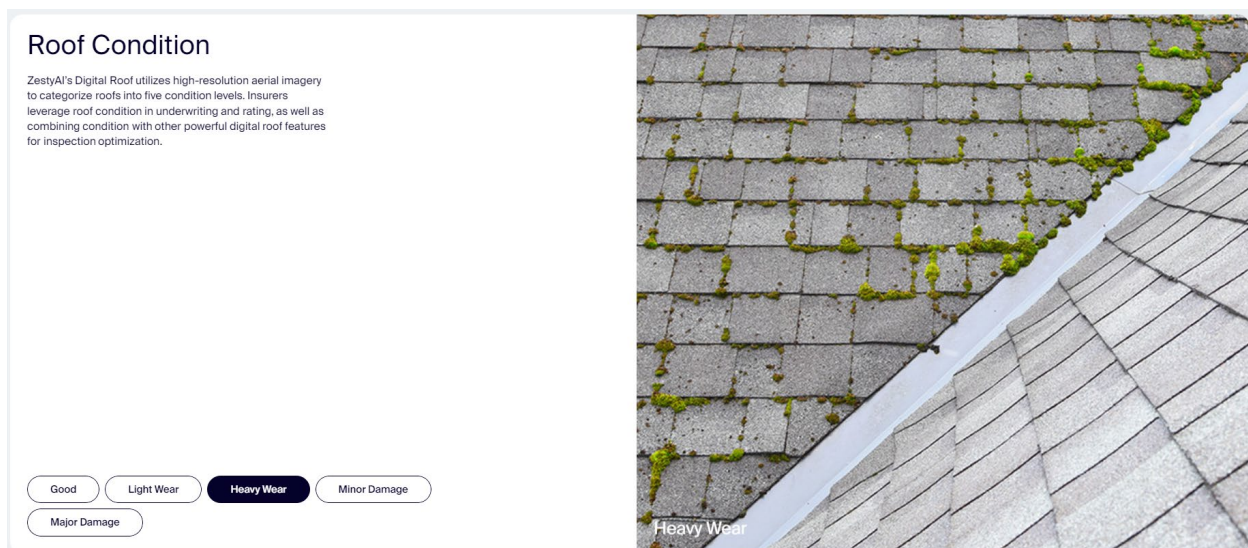 Roof Condition
ZestyAI's Digital Roof utilizes high-resolution aerial imagery
to categorize roofs into five condition levels. Insurers
leverage roof condition in underwriting and rating, as well as
combining condition with other powerful digital roof features
for inspection optimization.
Good
Light Wear
Heavy Wear
Minor Damage
Major Damage
Heavy Wear